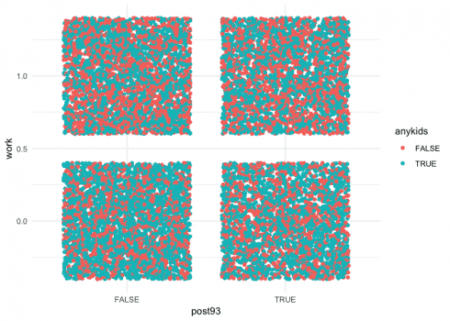 1.0
0.5
0.0
work
FALSE
TRUE
post93
anykids
FALSE
TRUE